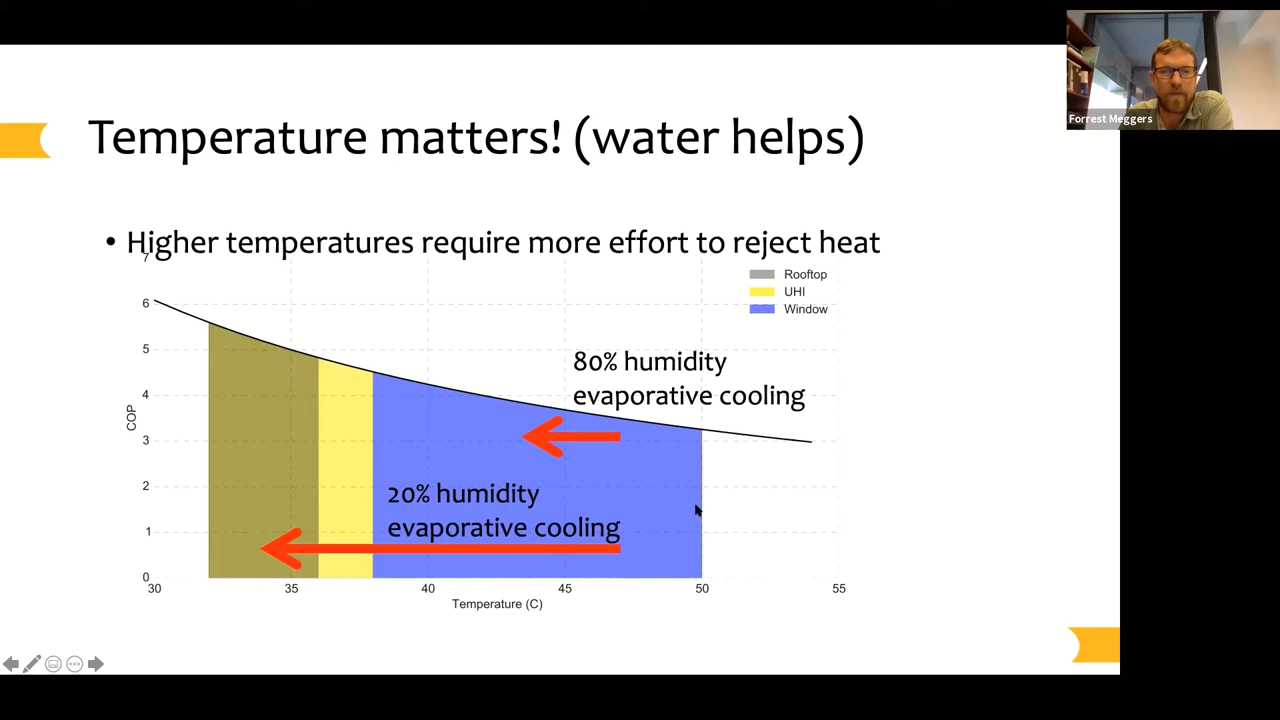 Temperature matters! (water helps)
Forrest Meggers
• Higher temperatures require more effort to reject heat
7
6
5
4
3
2
1
0
COP
Rooftop
UHI
Window
80% humidity
evaporative cooling
20% humidity
evaporative cooling
30 35 40 45 50 55
Temperature (C)